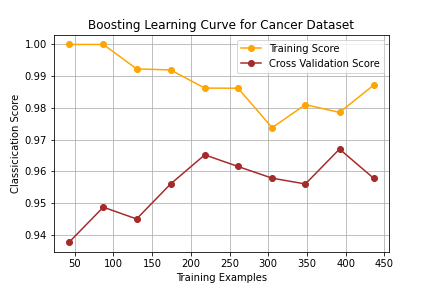 Boosting Learning Curve for Cancer Dataset
Training Score
Cross Validation Score
1.00
0.99
0.98
0.97
0.96
0.95
0.94
Classicication Score
50 100 150 200 250 300 350 400 450
Training Examples